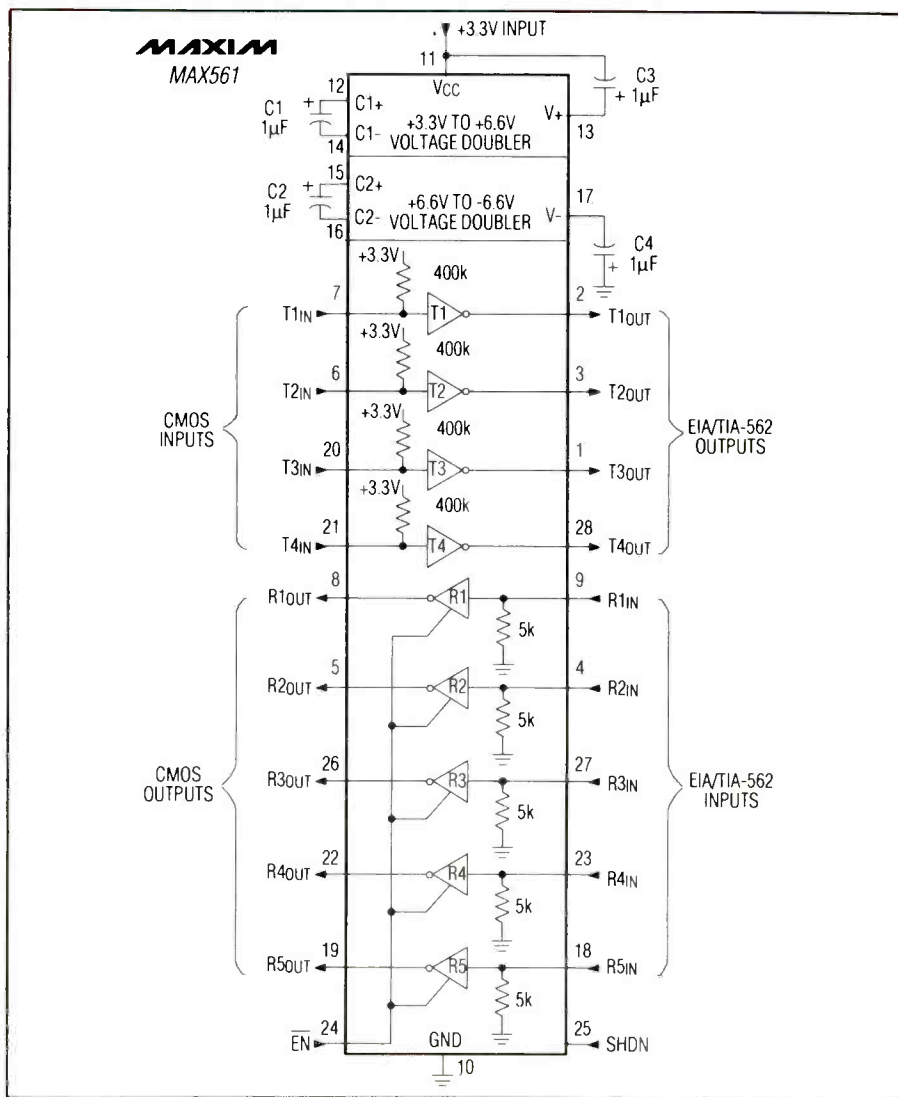 +3.3V INPUT
MAXIM
MAX561
11
VCC
12
C1
1µF
+
C1+
C1-
14
+3.3V TO +6.6V
VOLTAGE DOUBLER
V+
13
C3
+ 1µF
15
C2
1µF
+
C2+
C2-
16
+6.6V TO -6.6V
VOLTAGE DOUBLER
17
V-
C4
+ 1µF
+3.3V
400k
7
T1IN
T1
2
T1OUT
+3.3V
400k
6
T2IN
T2
3
T2OUT
CMOS
INPUTS
EIA/TIA-562
OUTPUTS
+3.3V
400k
20
T3IN
T3
1
T3OUT
+3.3V
400k
21
T4IN
T4
28
T4OUT
8
R1OUT
R1
9
R1IN
5k
5
R2OUT
R2
4
R2IN
5k
26
R3OUT
R3
27
R3IN
5k
CMOS
OUTPUTS
EIA/TIA-562
INPUTS
22
R4OUT
R4
23
R4IN
5k
19
R5OUT
R5
18
R5IN
5k
24
EN
GND
25
SHDN
10